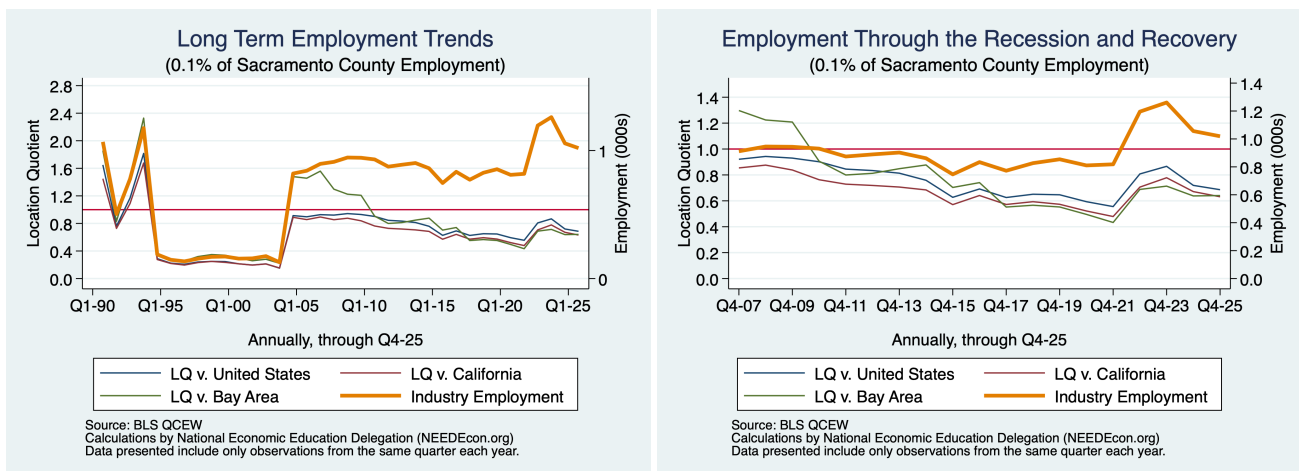 Long Term Employment Trends
(0.1% of Sacramento County Employment)
Location Quotient
2.8
2.4
2.0
1.6
1.2
0.8
0.4
0.0
1
0
Employment (000s)
Q1-90 Q1-95 Q1-00 Q1-05 Q1-10 Q1-15 Q1-20 Q1-25
Annually, through Q4-25
LQ v. United States LQ v. California
LQ v. Bay Area Industry Employment
Source: BLS QCEW
Calculations by National Economic Education Delegation (NEEDEcon.org)
Data presented include only observations from the same quarter each year.
Employment Through the Recession and Recovery
(0.1% of Sacramento County Employment)
Location Quotient
1.4
1.2
1.0
0.8
0.6
0.4
0.2
0.0
1.4
1.2
1.0
0.8
0.6
0.4
0.2
0.0
Employment (000s)
Q4-07 Q4-09 Q4-11 Q4-13 Q4-15 Q4-17 Q4-19 Q4-21 Q4-23 Q4-25
Annually, through Q4-25
LQ v. United States LQ v. California
LQ v. Bay Area Industry Employment
Source: BLS QCEW
Calculations by National Economic Education Delegation (NEEDEcon.org)
Data presented include only observations from the same quarter each year.